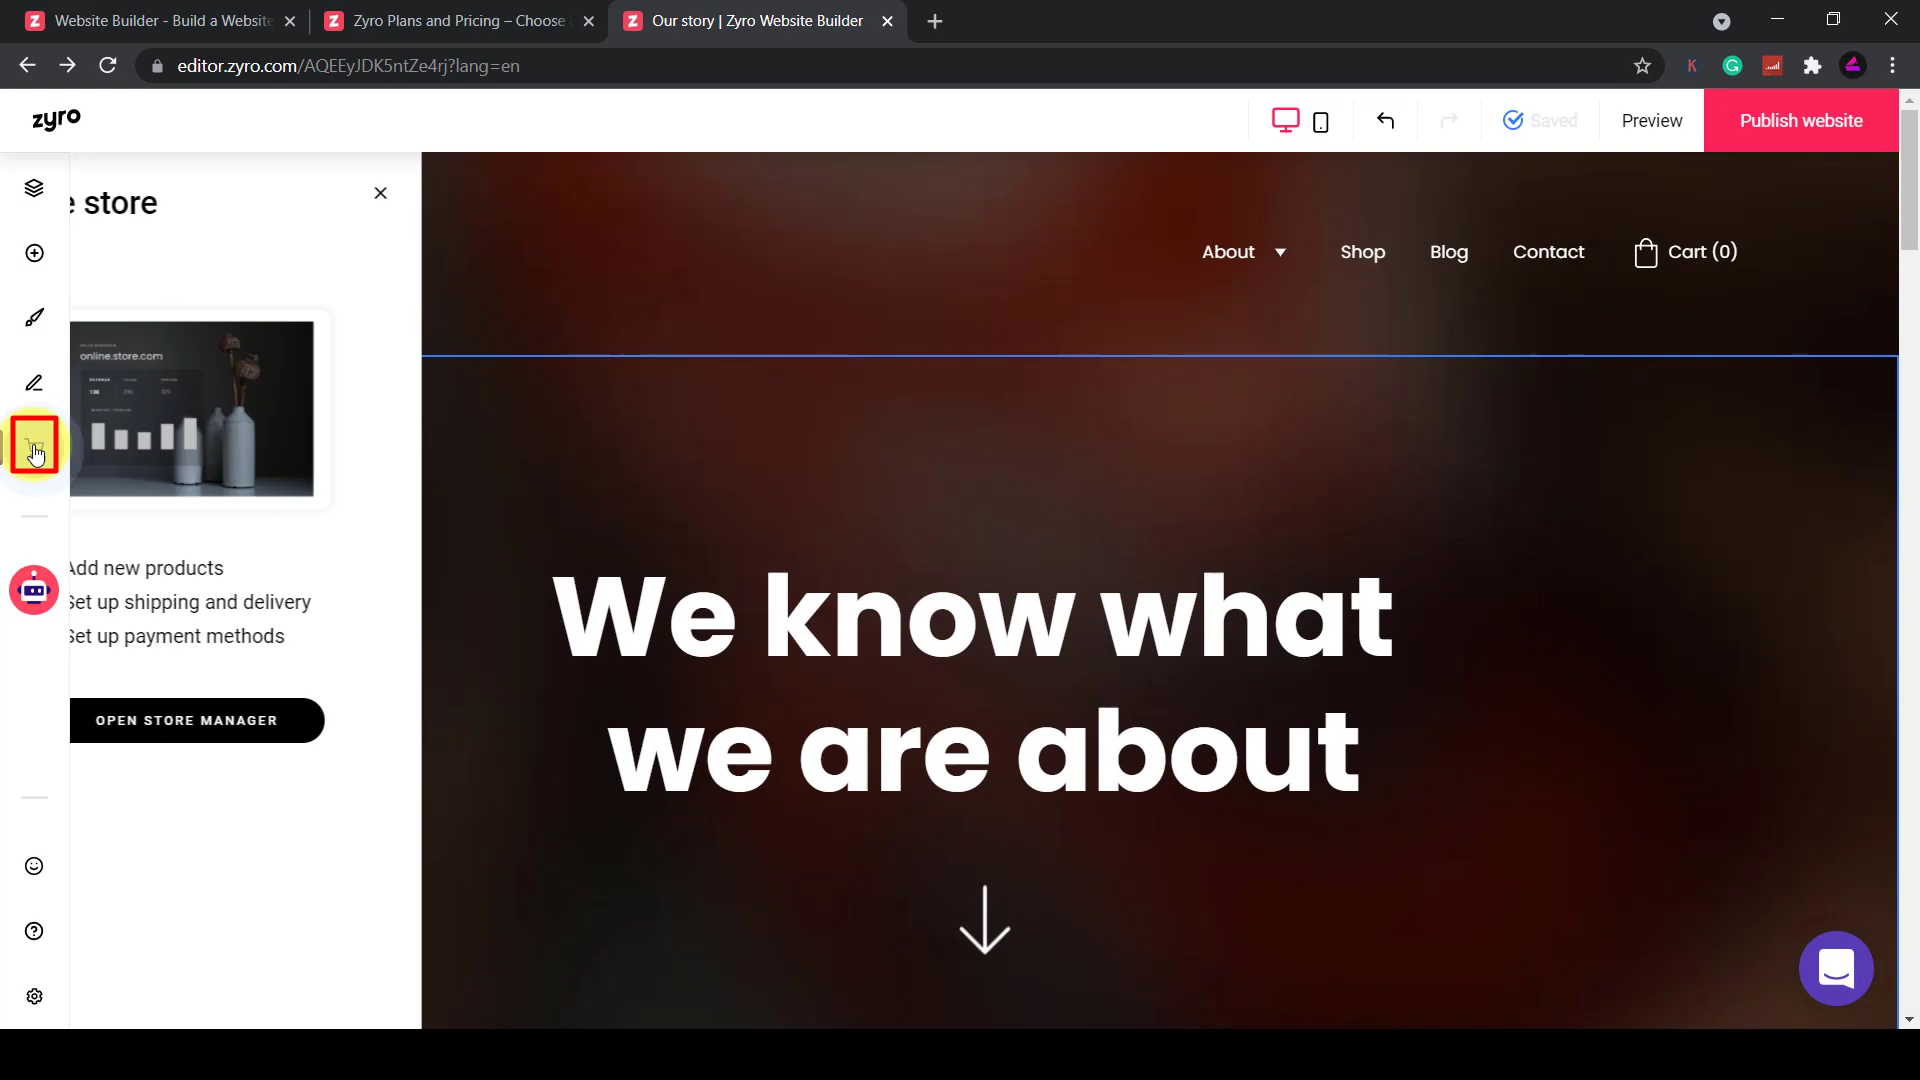 Website Builder - Build a Website
Zyro Plans and Pricing – Choose
Our story | Zyro Website Builder
editor.zyro.com/AQEEyJDK5ntZe4rj?lang=en
zyro
Saved
Preview
Publish website
e store
About
Shop
Blog
Contact
Cart (0)
online.store.com
Add new products
Set up shipping and delivery
Set up payment methods
OPEN STORE MANAGER
We know what
we are about